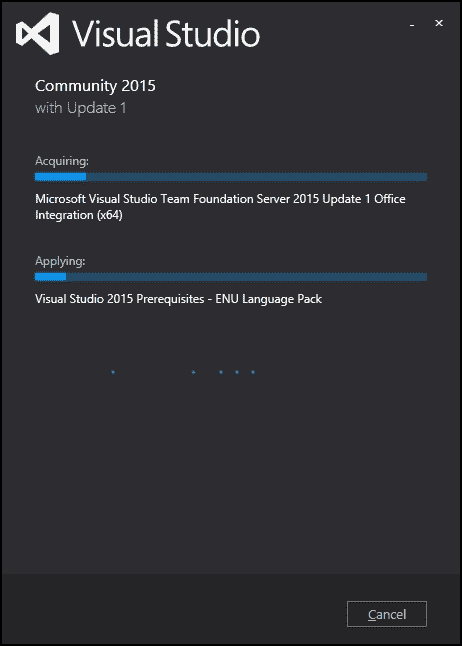 Visual Studio
Community 2015
with Update 1
Acquiring:
Microsoft Visual Studio Team Foundation Server 2015 Update 1 Office
Integration (x64)
Applying:
Visual Studio 2015 Prerequisites - ENU Language Pack
Cancel